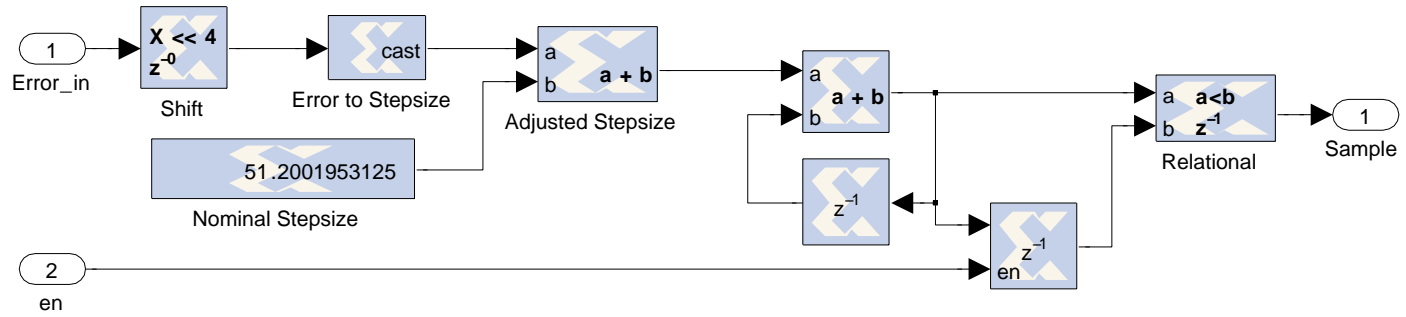 1
Error_in
X << 4
z⁻⁰
Shift
cast
Error to Stepsize
a
b
a + b
Adjusted Stepsize
51.2001953125
Nominal Stepsize
a
b
a + b
z⁻¹
a
b
a<b
z⁻¹
Relational
1
Sample
2
en
en
z⁻¹